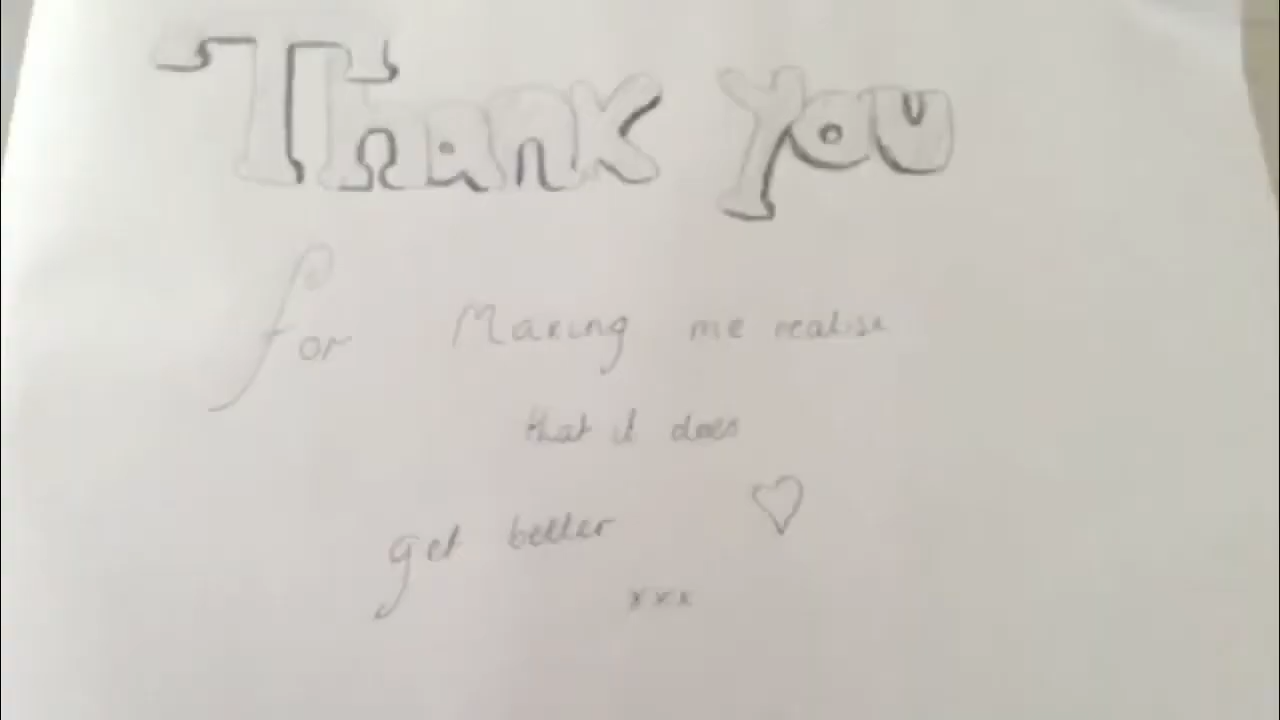 Thank you
for Making me realise
that it does
get better ♡
xxx